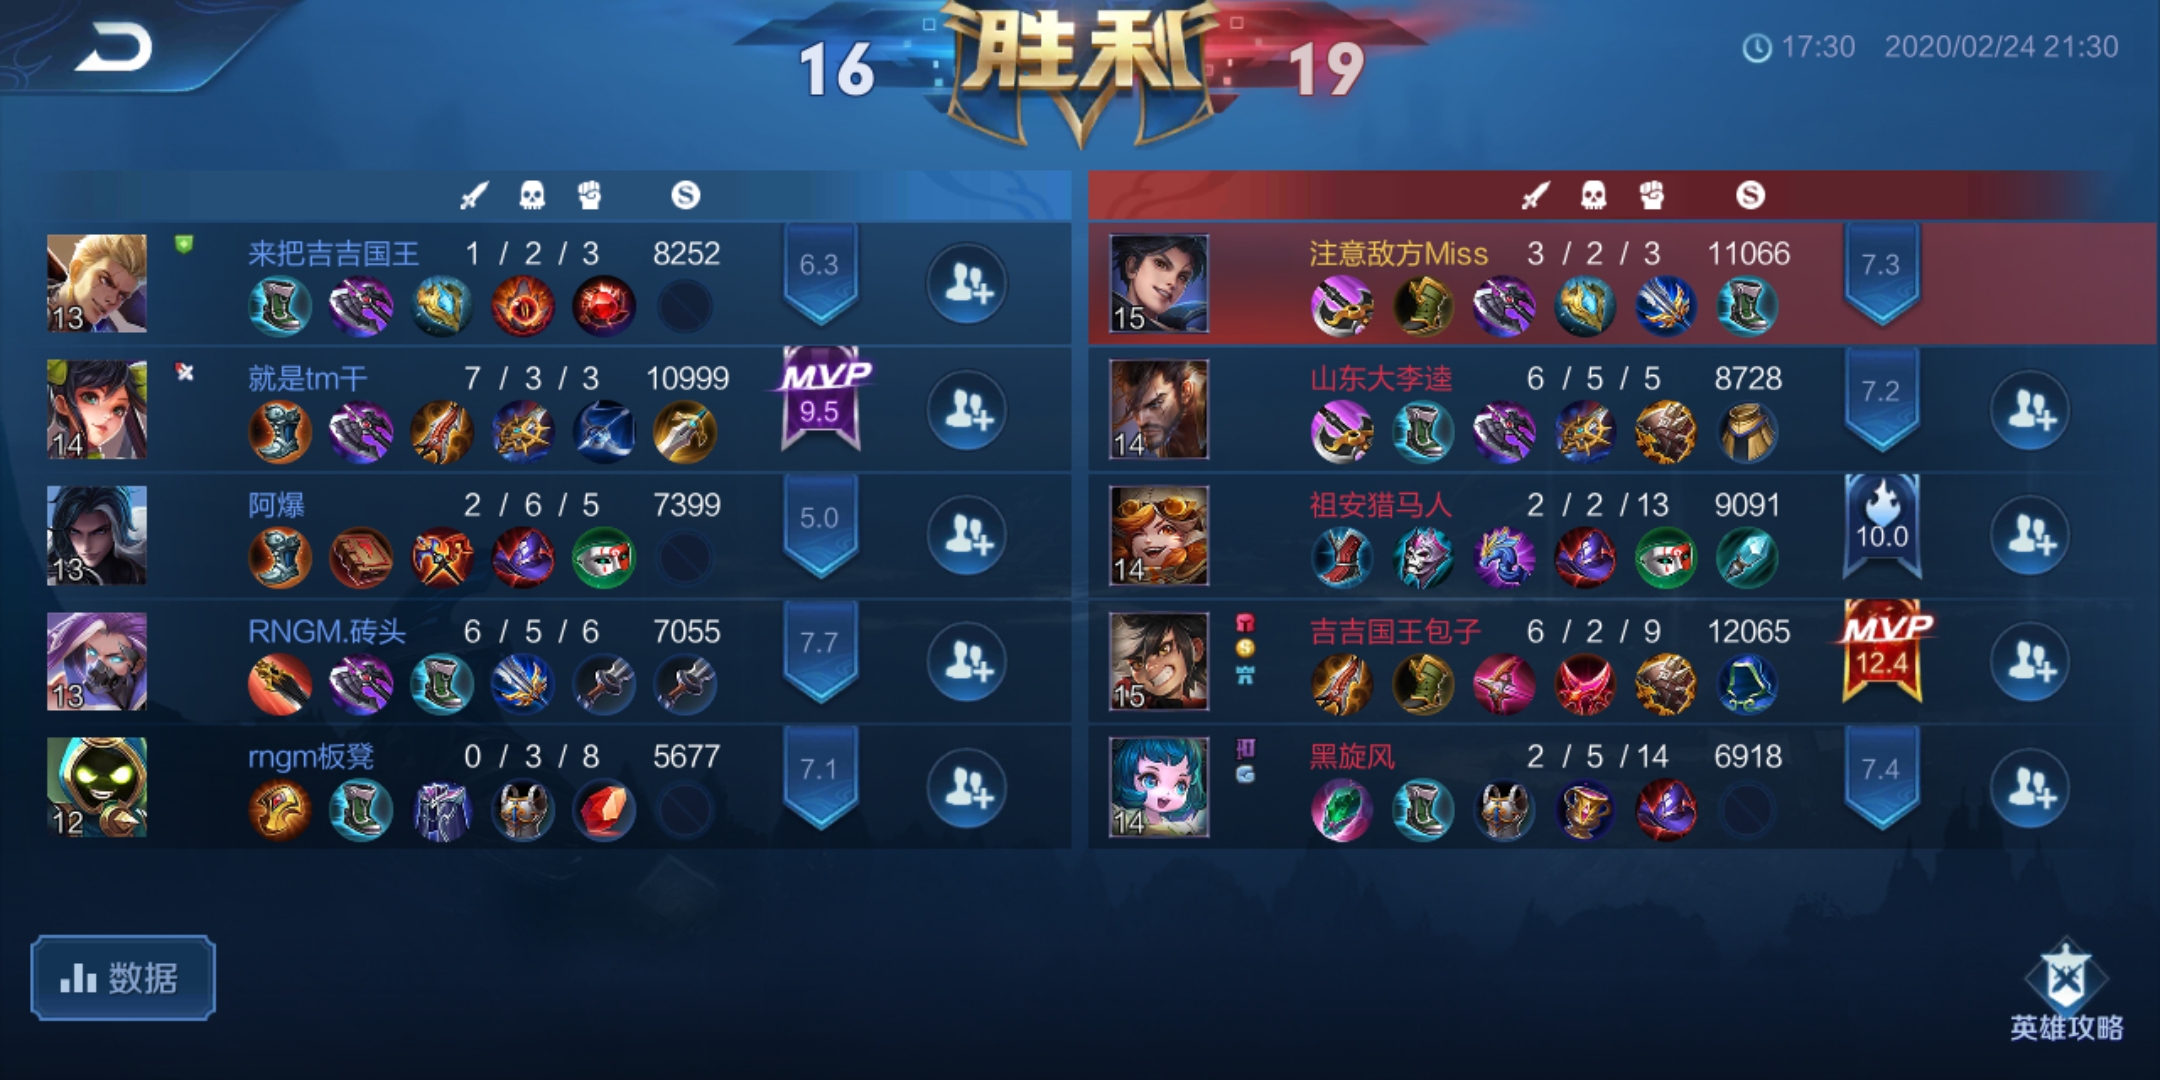 16 胜利 19
17:30 2020/02/24 21:30
13 来把吉吉国王 1 / 2 / 3 8252 6.3
14 就是tm干 7 / 3 / 3 10999 MVP 9.5
13 阿爆 2 / 6 / 5 7399 5.0
13 RNGM.砖头 6 / 5 / 6 7055 7.7
12 rngm板凳 0 / 3 / 8 5677 7.1
15 注意敌方Miss 3 / 2 / 3 11066 7.3
14 山东大李逵 6 / 5 / 5 8728 7.2
14 祖安猎马人 2 / 2 / 13 9091 10.0
15 吉吉国王包子 6 / 2 / 9 12065 MVP 12.4
14 黑旋风 2 / 5 / 14 6918 7.4
数据
英雄攻略